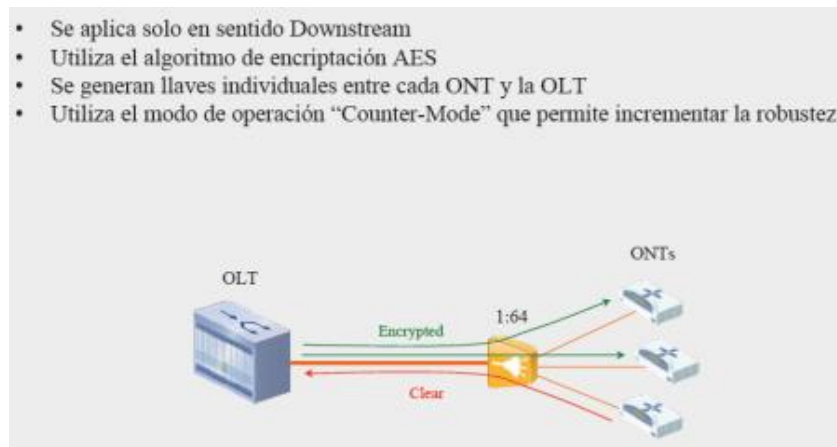 • Se aplica solo en sentido Downstream
• Utiliza el algoritmo de encriptación AES
• Se generan llaves individuales entre cada ONT y la OLT
• Utiliza el modo de operación “Counter-Mode” que permite incrementar la robustez
ONTs
OLT
1:64
Encrypted
Clear